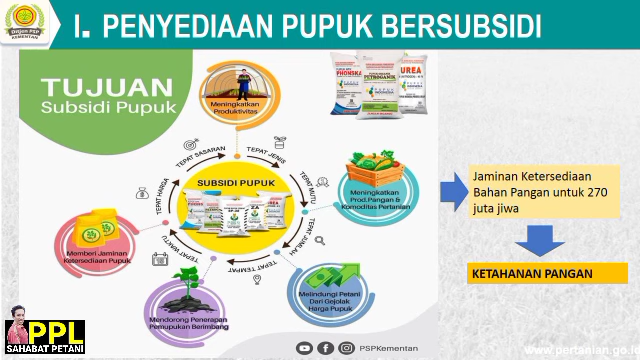 Ditjen PSP
KEMENTAN
I. PENYEDIAAN PUPUK BERSUBSIDI
TUJUAN
Subsidi Pupuk
Meningkatkan
Produktivitas
PHONSKA
PETROGANIK
UREA
TEPAT SASARAN
TEPAT JENIS
TEPAT MUTU
TEPAT JUMLAH
TEPAT TEMPAT
TEPAT WAKTU
TEPAT HARGA
SUBSIDI PUPUK
Meningkatkan
Prod.Pangan &
Komoditas Pertanian
Memberi Jaminan
Ketersediaan Pupuk
Mendorong Penerapan
Pemupukan Berimbang
Melindungi Petani
Dari Gejolak
Harga Pupuk
Jaminan Ketersediaan
Bahan Pangan untuk 270
juta jiwa
KETAHANAN PANGAN
PPL
SAHABAT PETANI
PSPKementan
www.pertanian.go.id